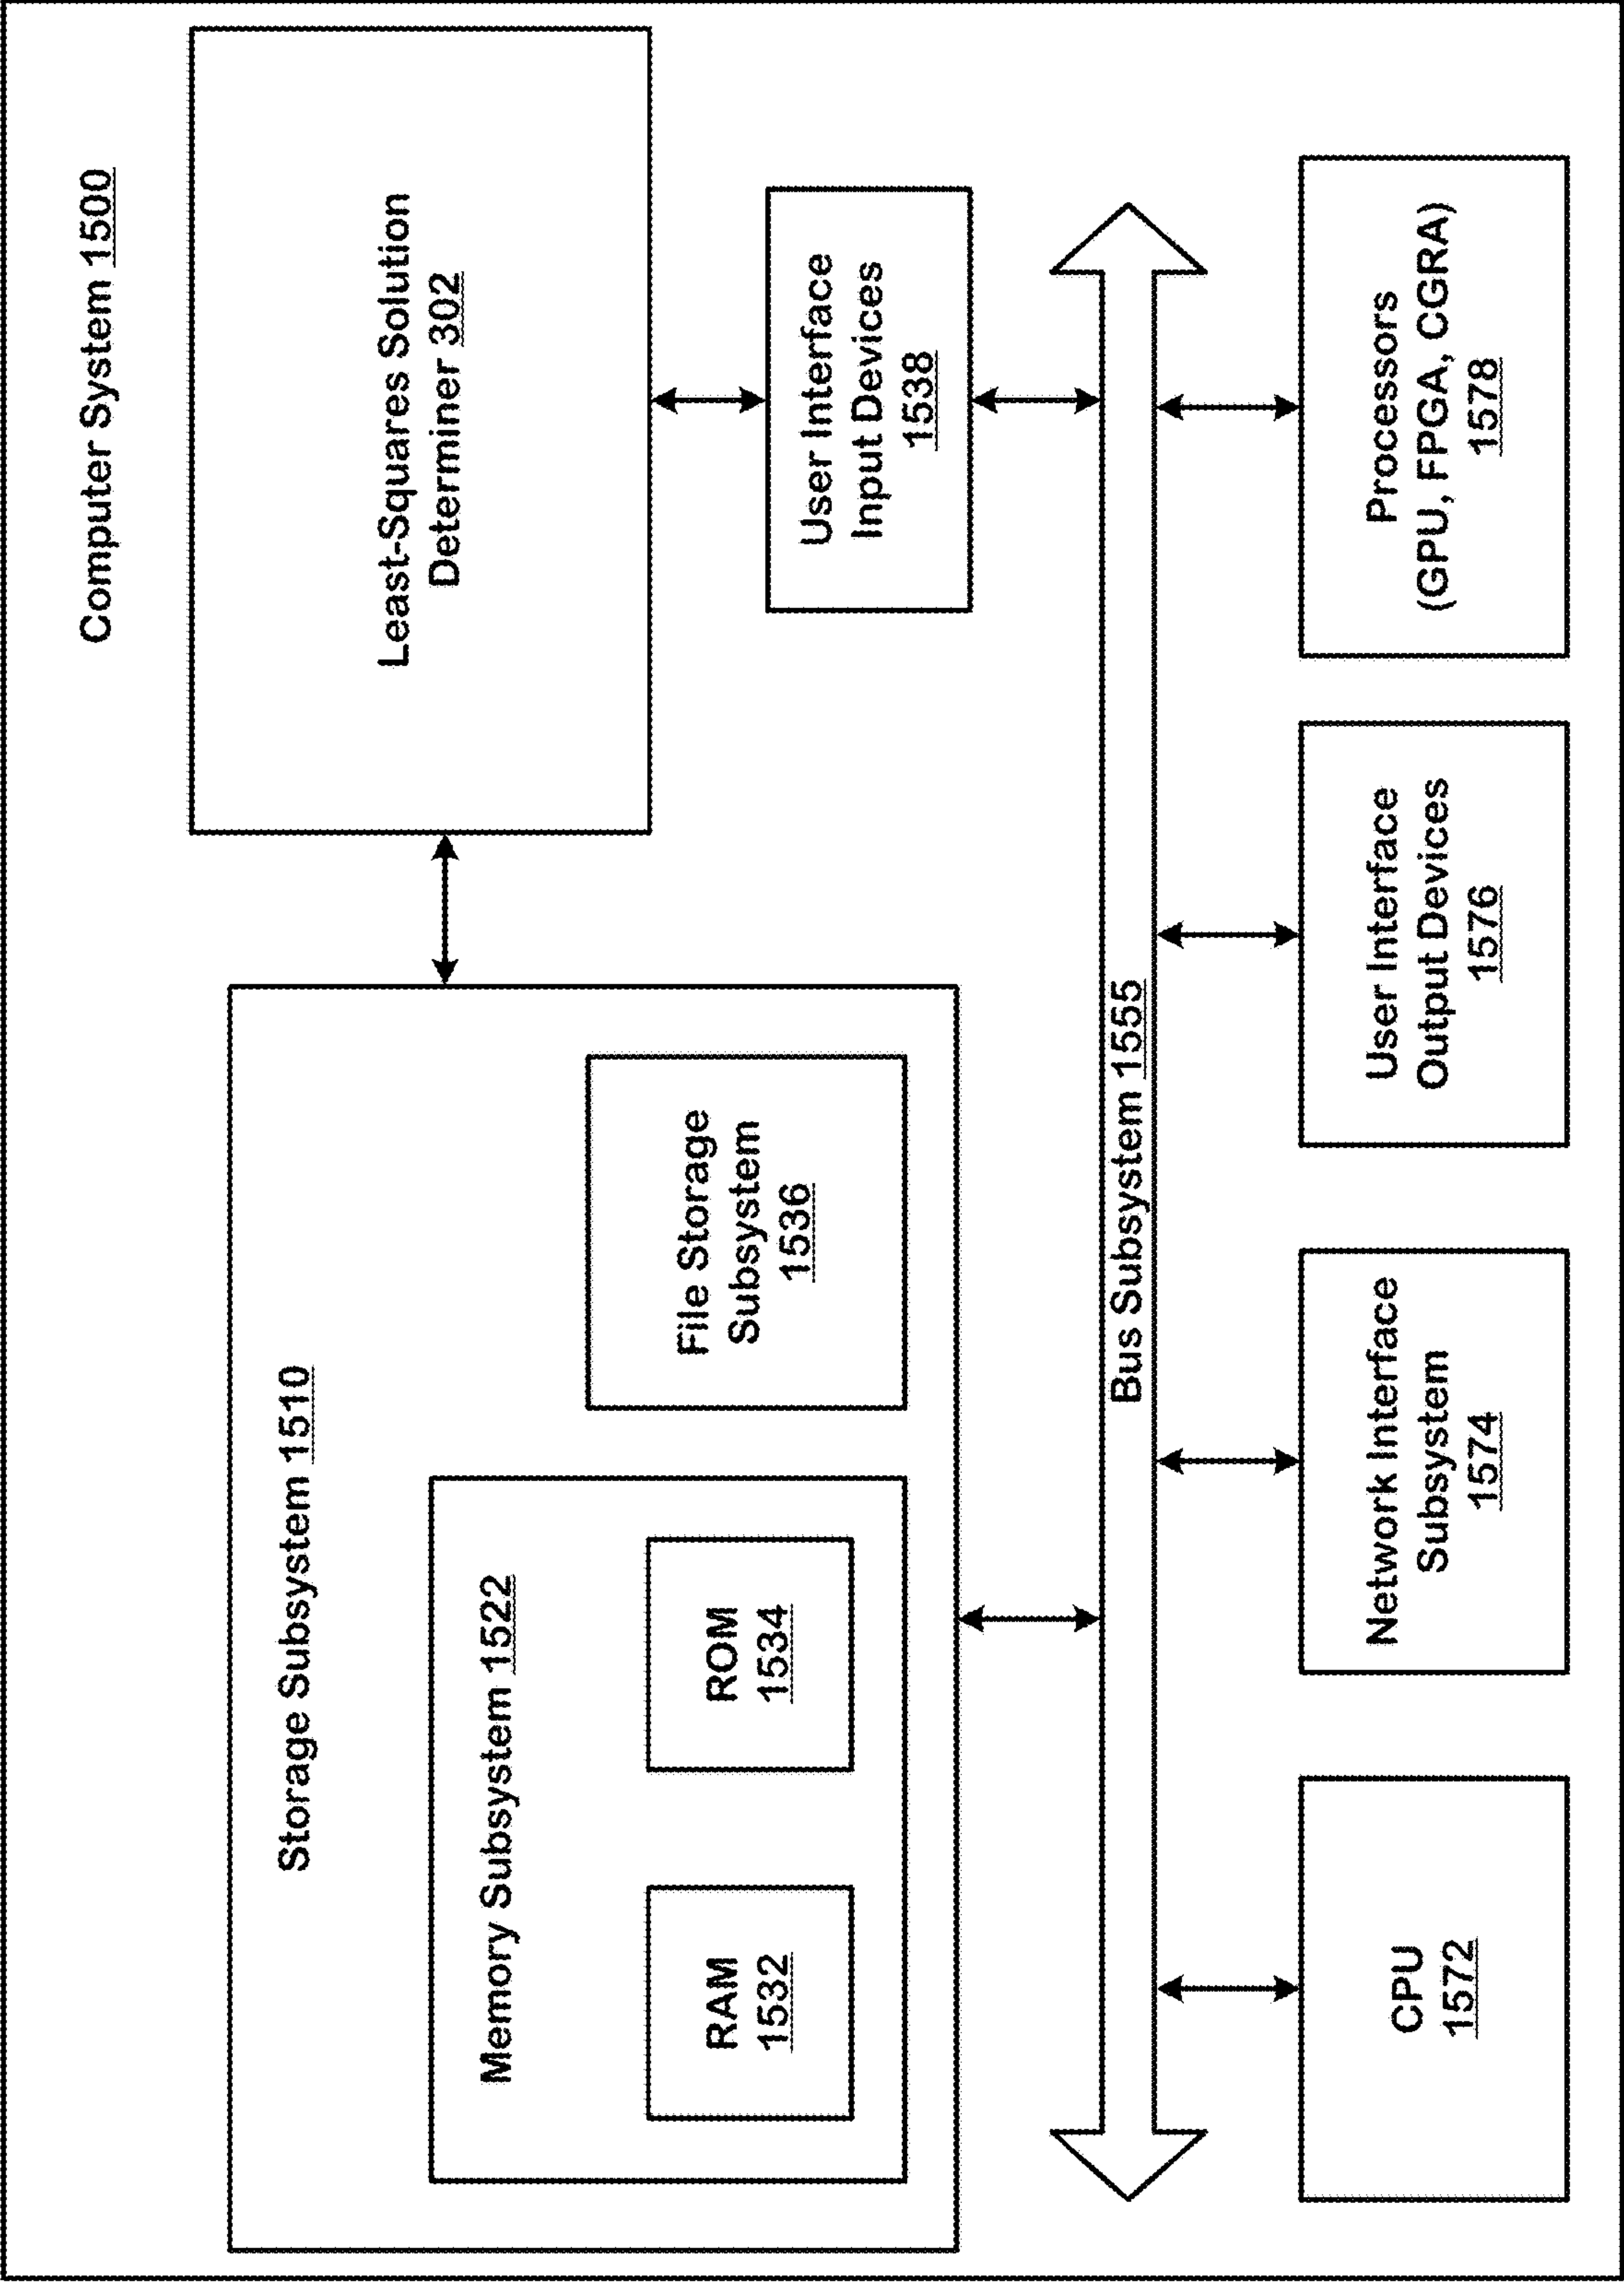 Computer System 1500
Storage Subsystem 1510
Memory Subsystem 1522
RAM
1532
ROM
1534
File Storage
Subsystem
1536
Least-Squares Solution
Determiner 302
User Interface
Input Devices
1538
Bus Subsystem 1555
CPU
1572
Network Interface
Subsystem
1574
User Interface
Output Devices
1576
Processors
(GPU, FPGA, CGRA)
1578